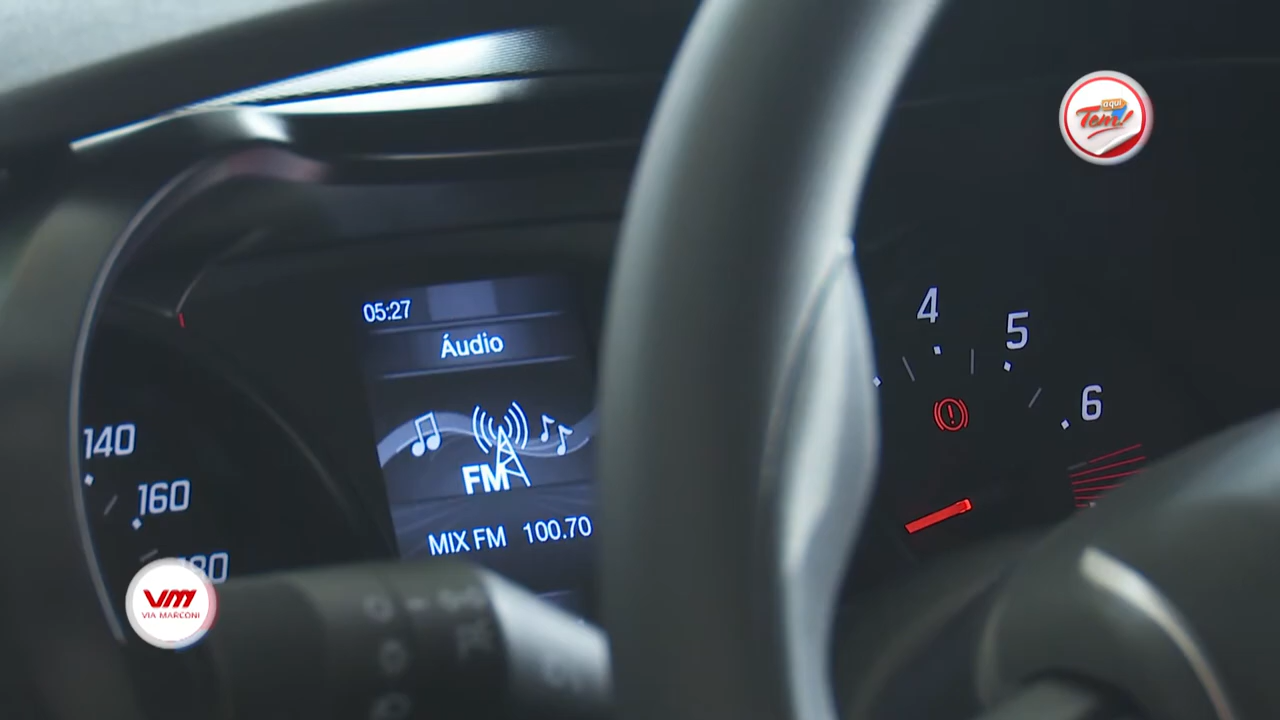 aqui
Tem!
05:27
Áudio
FM
MIX FM 100.70
140
160
4
5
6
VM
VIA MARCONI